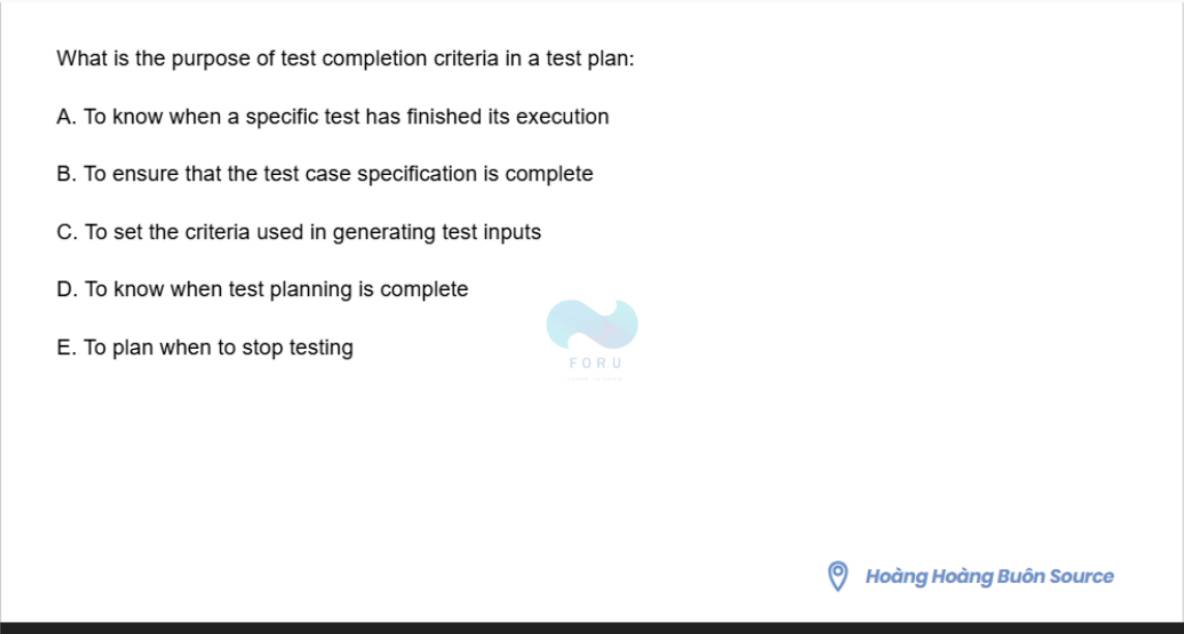 What is the purpose of test completion criteria in a test plan:
A. To know when a specific test has finished its execution
B. To ensure that the test case specification is complete
C. To set the criteria used in generating test inputs
D. To know when test planning is complete
E. To plan when to stop testing
FORU
Hoàng Hoàng Buôn Source